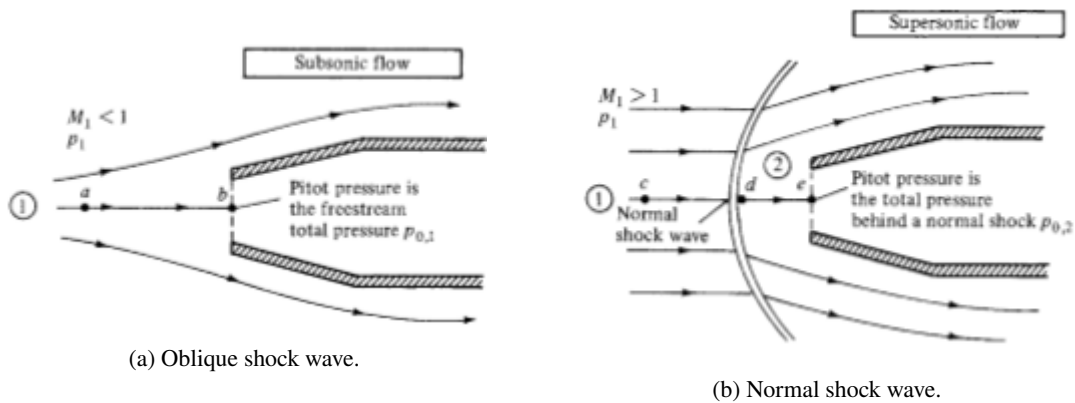 Subsonic flow
M₁ < 1
p₁
1
a
b
Pitot pressure is
the freestream
total pressure p₀,₁
(a) Oblique shock wave.
Supersonic flow
M₁ > 1
p₁
2
1
c
d
e
Normal
shock wave
Pitot pressure is
the total pressure
behind a normal shock p₀,₂
(b) Normal shock wave.